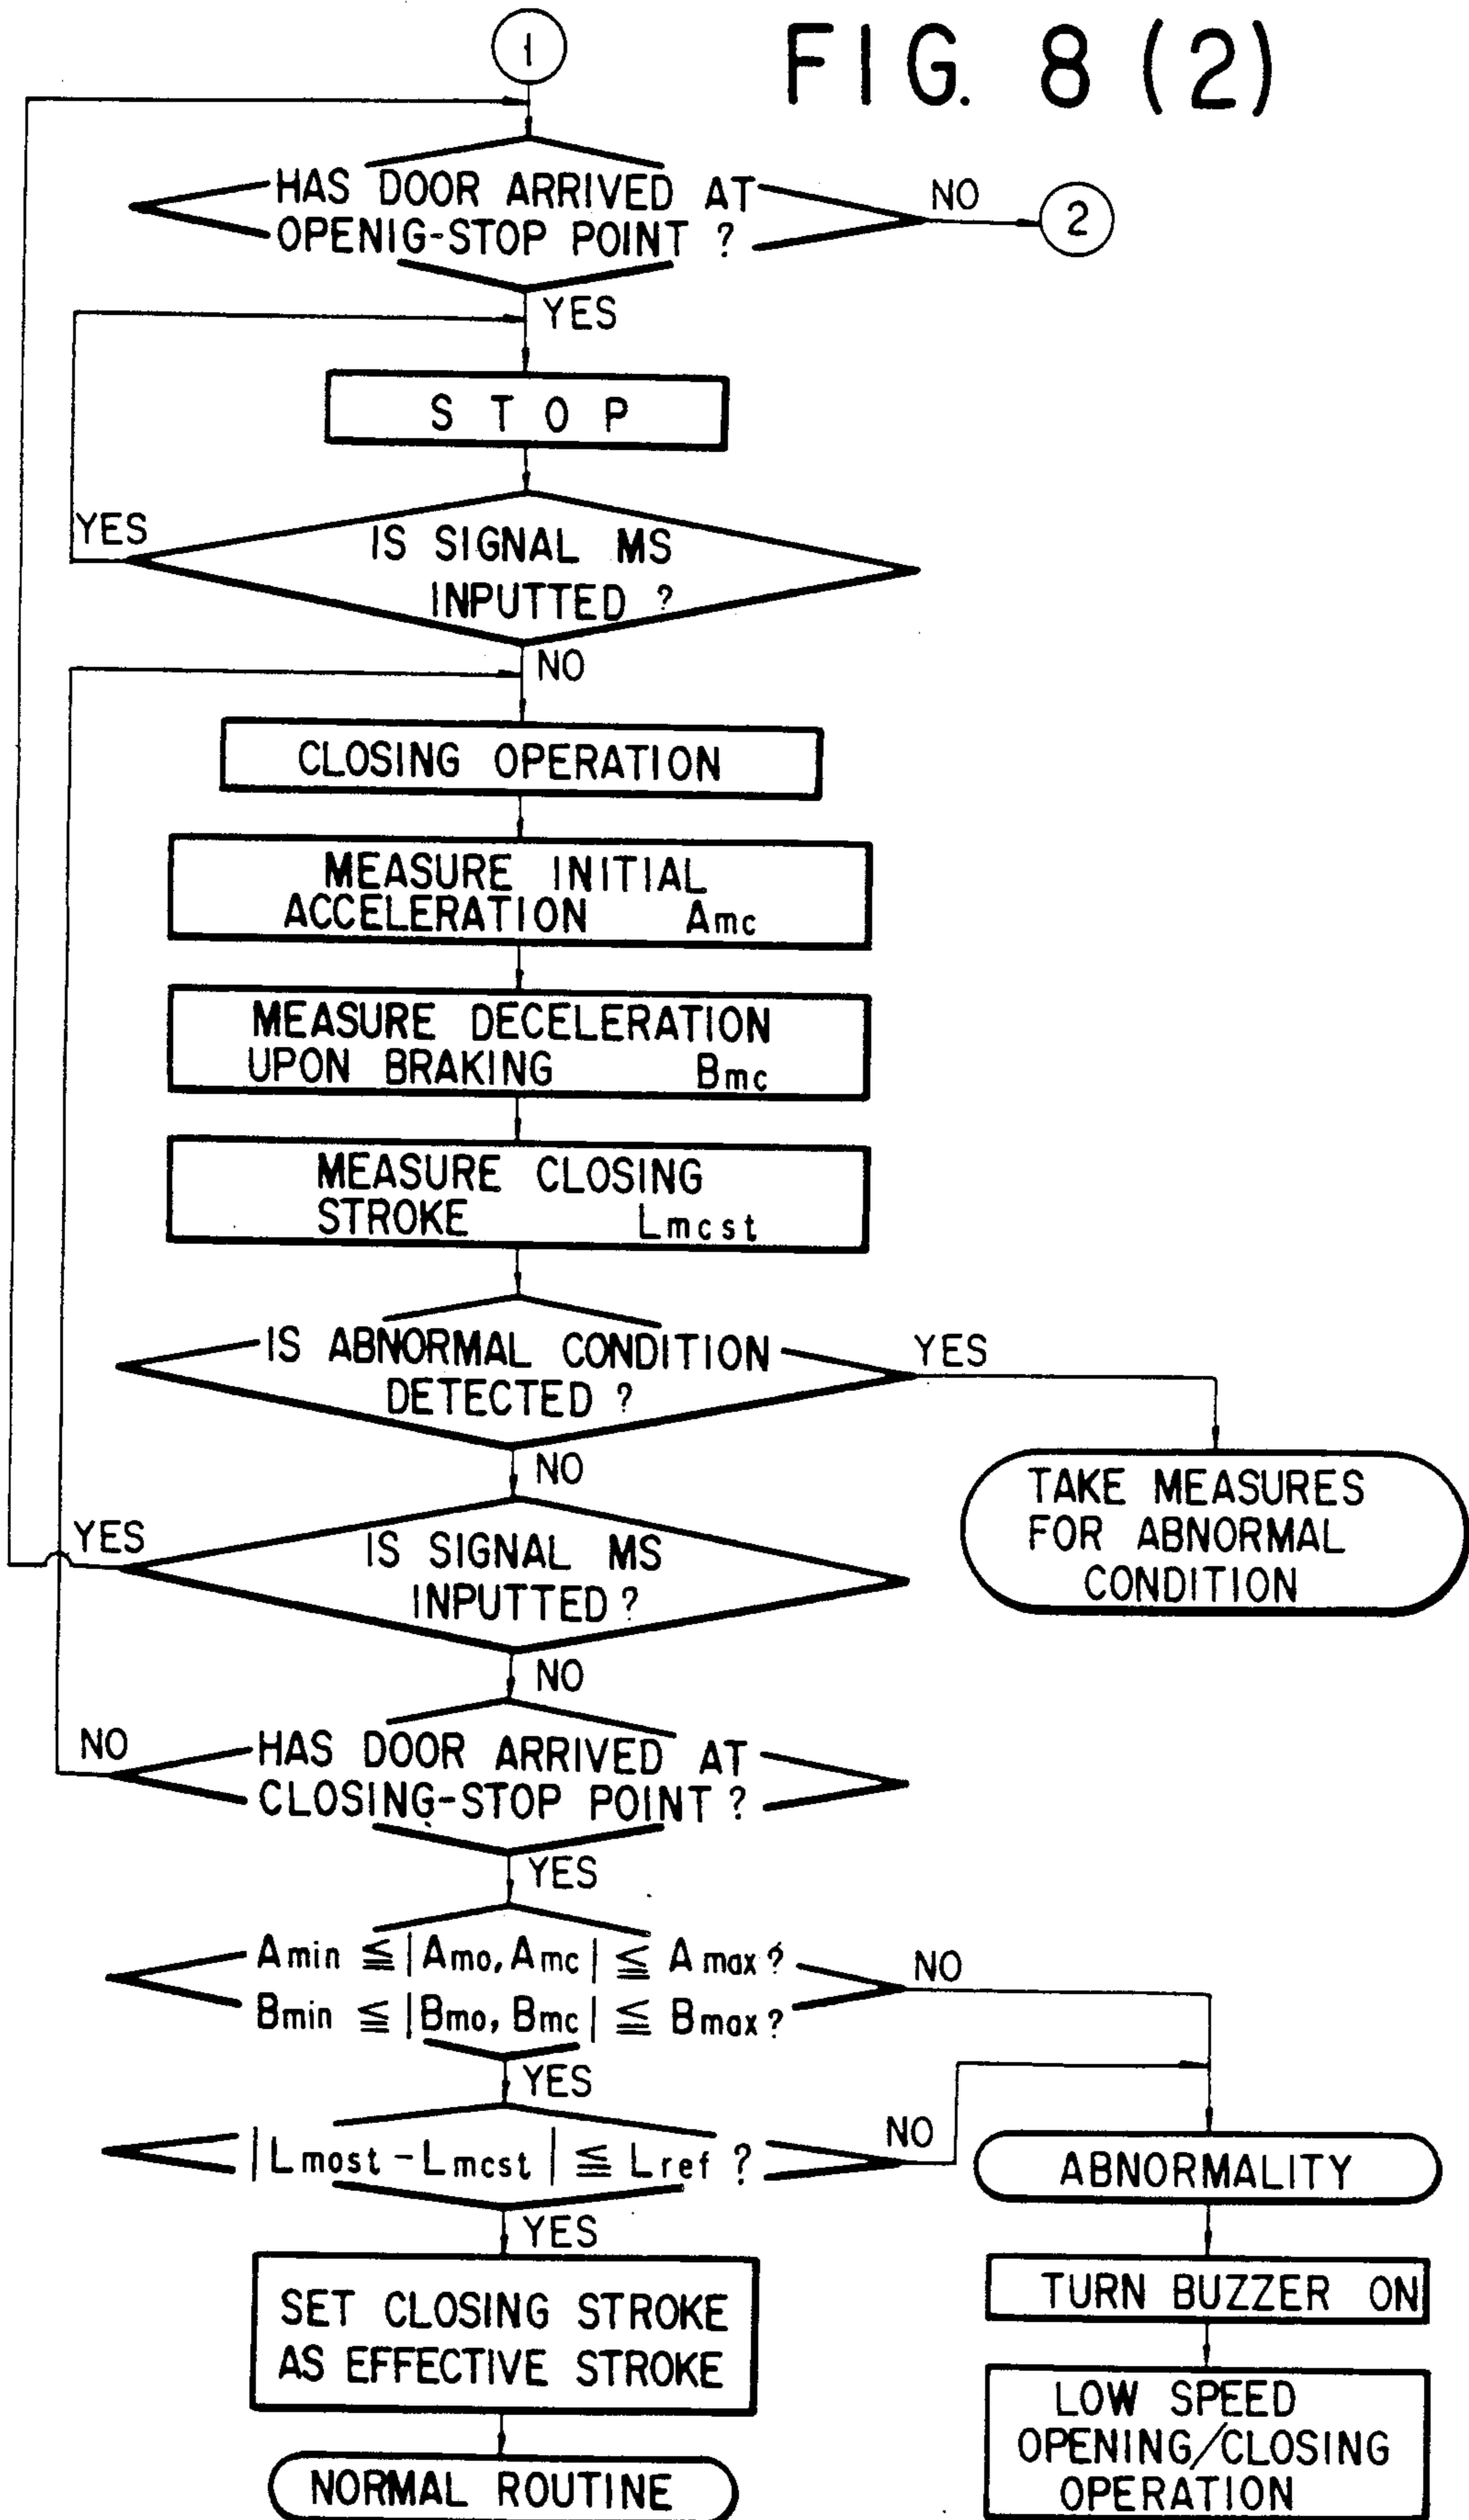 FIG. 8 (2)
1
HAS DOOR ARRIVED AT
OPENIG-STOP POINT ?
NO
2
YES
STOP
YES
IS SIGNAL MS
INPUTTED ?
NO
CLOSING OPERATION
MEASURE INITIAL
ACCELERATION Amc
MEASURE DECELERATION
UPON BRAKING Bmc
MEASURE CLOSING
STROKE Lmcst
IS ABNORMAL CONDITION
DETECTED ?
YES
NO
TAKE MEASURES
FOR ABNORMAL
CONDITION
YES
IS SIGNAL MS
INPUTTED ?
NO
NO
HAS DOOR ARRIVED AT
CLOSING-STOP POINT ?
YES
Amin ≦ |Amo, Amc| ≦ Amax ?
Bmin ≦ |Bmo, Bmc| ≦ Bmax ?
NO
YES
|Lmost - Lmcst| ≦ Lref ?
NO
ABNORMALITY
YES
TURN BUZZER ON
SET CLOSING STROKE
AS EFFECTIVE STROKE
LOW SPEED
OPENING/CLOSING
OPERATION
NORMAL ROUTINE